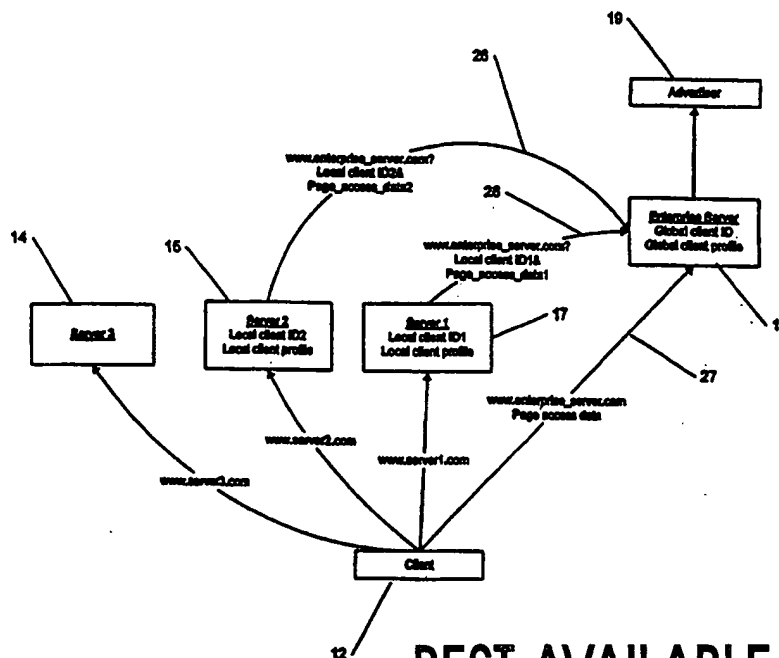 19
26
Advertiser
www.enterprise_server.com?
Local client ID2&
Page_access_data2
28
Enterprise Server
Global client ID
Global client profile
14
15
www.enterprise_server.com?
Local client ID1&
Page_access_data1
Server 3
Server 2
Local client ID2
Local client profile
Server 1
Local client ID1
Local client profile
17
27
www.enterprise_server.com
Page access data
www.server3.com
www.server2.com
www.server1.com
Client
12
BEST AVAILABLE